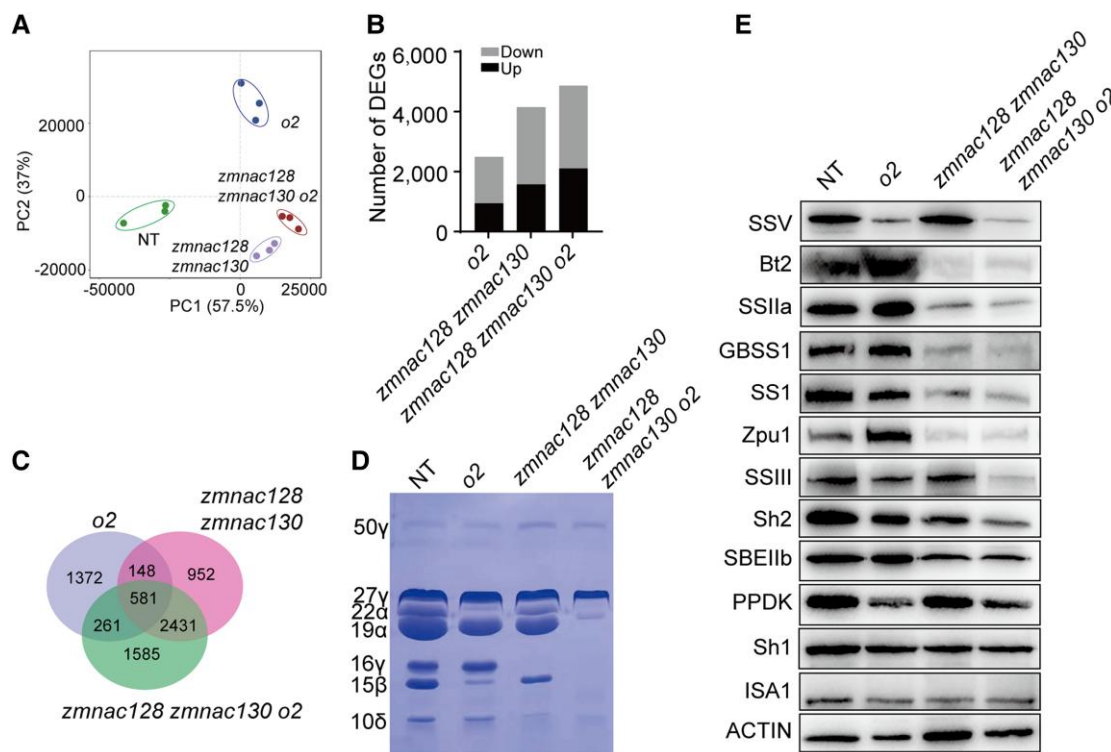 A
PC2 (37%)
20000
0
-20000
-50000
0
25000
PC1 (57.5%)
o2
zmnac128
zmnac130 o2
NT
zmnac128
zmnac130
B
Number of DEGs
6,000
4,000
2,000
0
Down
Up
o2
zmnac128 zmnac130
zmnac128 zmnac130 o2
C
o2
zmnac128
zmnac130
1372
148
952
581
261
2431
1585
zmnac128 zmnac130 o2
D
NT
o2
zmnac128 zmnac130
zmnac128
zmnac130 o2
50γ
27γ
22α
19α
16γ
15β
10δ
E
NT
o2
zmnac128 zmnac130
zmnac128
zmnac130 o2
SSV
Bt2
SSIIa
GBSS1
SS1
Zpu1
SSIII
Sh2
SBEIIb
PPDK
Sh1
ISA1
ACTIN